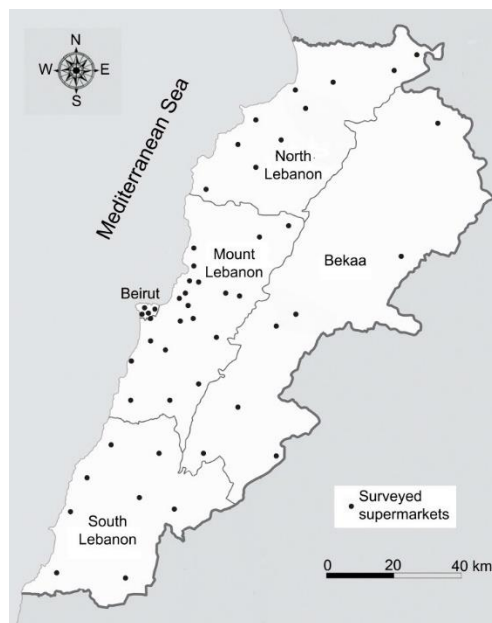 N
W E
S
Mediterranean Sea
North
Lebanon
Mount
Lebanon
Bekaa
Beirut
South
Lebanon
Surveyed
supermarkets
0 20 40 km